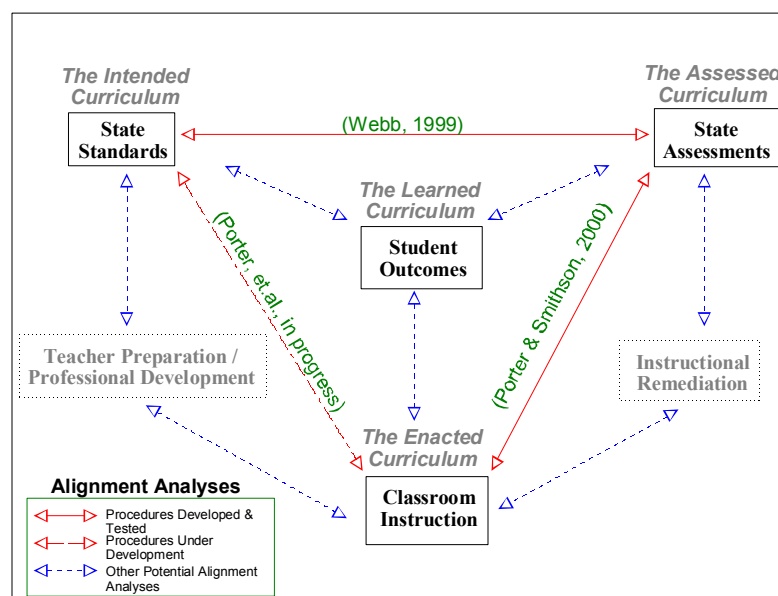 The Intended
Curriculum
State
Standards
The Assessed
Curriculum
State
Assessments
(Webb, 1999)
The Learned
Curriculum
Student
Outcomes
(Porter, et.al., in progress)
(Porter & Smithson, 2000)
Teacher Preparation /
Professional Development
Instructional
Remediation
The Enacted
Curriculum
Classroom
Instruction
Alignment Analyses
Procedures Developed &
Tested
Procedures Under
Development
Other Potential Alignment
Analyses